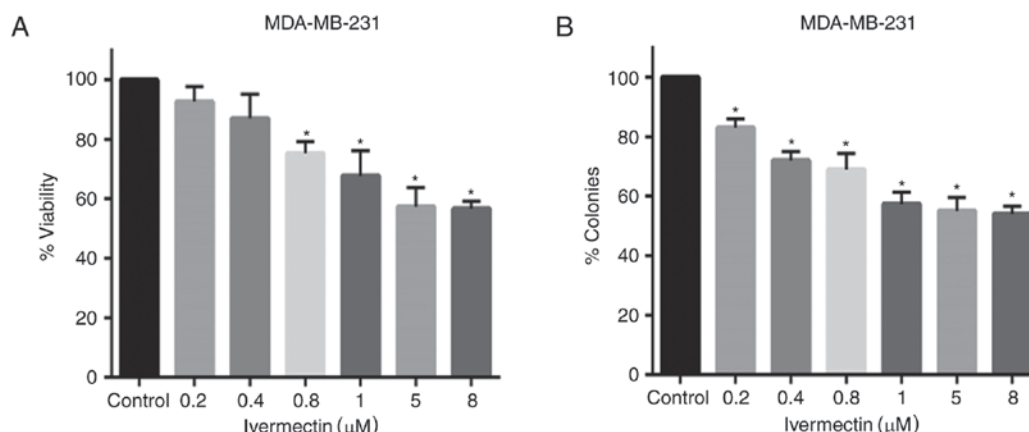 A
MDA-MB-231
% Viability
100
80
60
40
20
0
* * * *
Control 0.2 0.4 0.8 1 5 8
Ivermectin (μM)
B
MDA-MB-231
% Colonies
100
80
60
40
20
0
* * * * * *
Control 0.2 0.4 0.8 1 5 8
Ivermectin (μM)